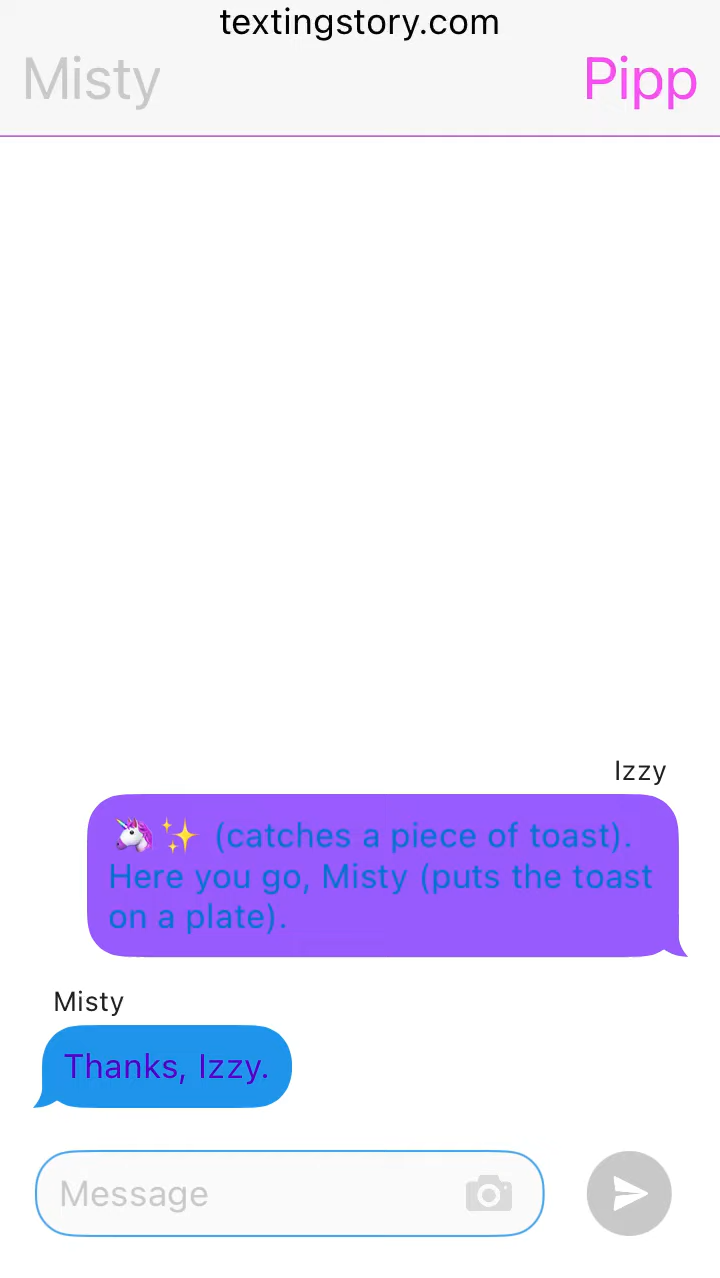 textingstory.com
Misty Pipp
Izzy
🦄✨ (catches a piece of toast).
Here you go, Misty (puts the toast
on a plate).
Misty
Thanks, Izzy.
Message